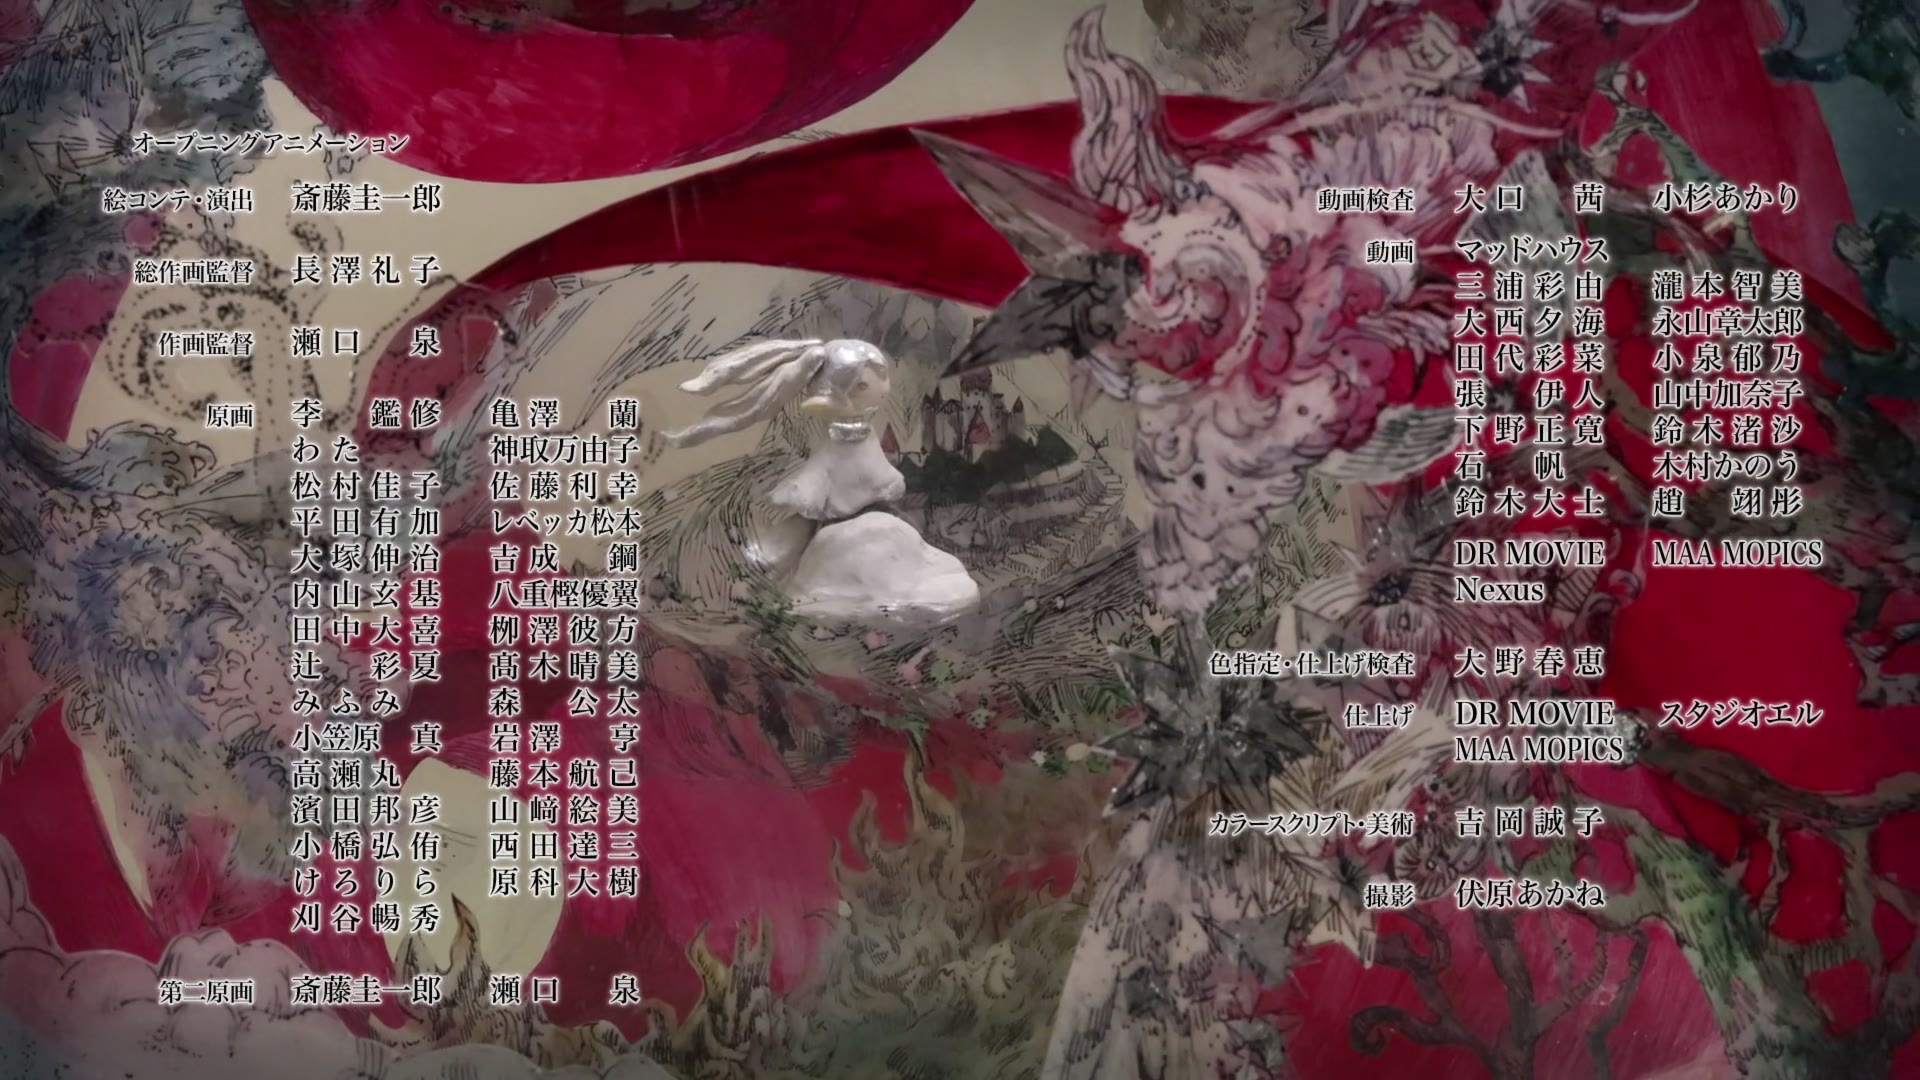 オープニングアニメーション
絵コンテ・演出 斎藤圭一郎
総作画監督 長澤礼子
作画監督 瀬口 泉
原画 李 鑑修 亀澤 蘭
わた 神取万由子
松村佳子 佐藤利幸
平田有加 レベッカ松本
大塚伸治 吉成 鋼
内山玄基 八重樫優翼
田中大喜 栁澤彼方
辻 彩夏 髙木晴美
みふみ 森 公太
小笠原 真 岩澤 亨
高瀬丸 藤本航己
濱田邦彦 山﨑絵美
小橋弘侑 西田達三
けろりら 原科大樹
刈谷暢秀
第二原画 斎藤圭一郎 瀬口 泉
動画検査 大口 茜 小杉あかり
動画 マッドハウス
三浦彩由 瀧本智美
大西夕海 永山章太郎
田代彩菜 小泉郁乃
張 伊人 山中加奈子
下野正寛 鈴木渚沙
石 帆 木村かのう
鈴木大士 趙 翊彤
DR MOVIE MAA MOPICS
Nexus
色指定・仕上げ検査 大野春恵
仕上げ DR MOVIE スタジオエル
MAA MOPICS
カラースクリプト・美術 吉岡誠子
撮影 伏原あかね